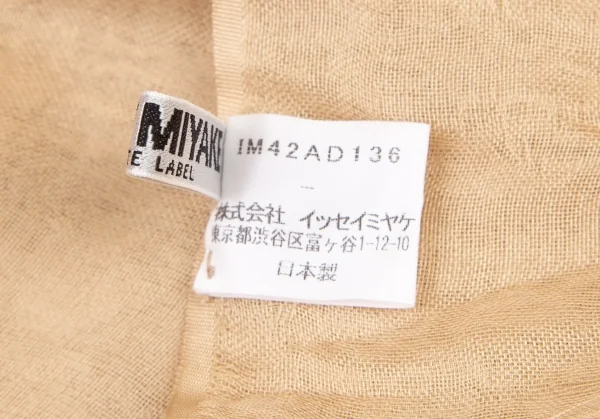 MIYAKE
TE LABEL
IM42AD136
株式会社 イッセイミヤケ
東京都渋谷区富ヶ谷1-12-10
日本製